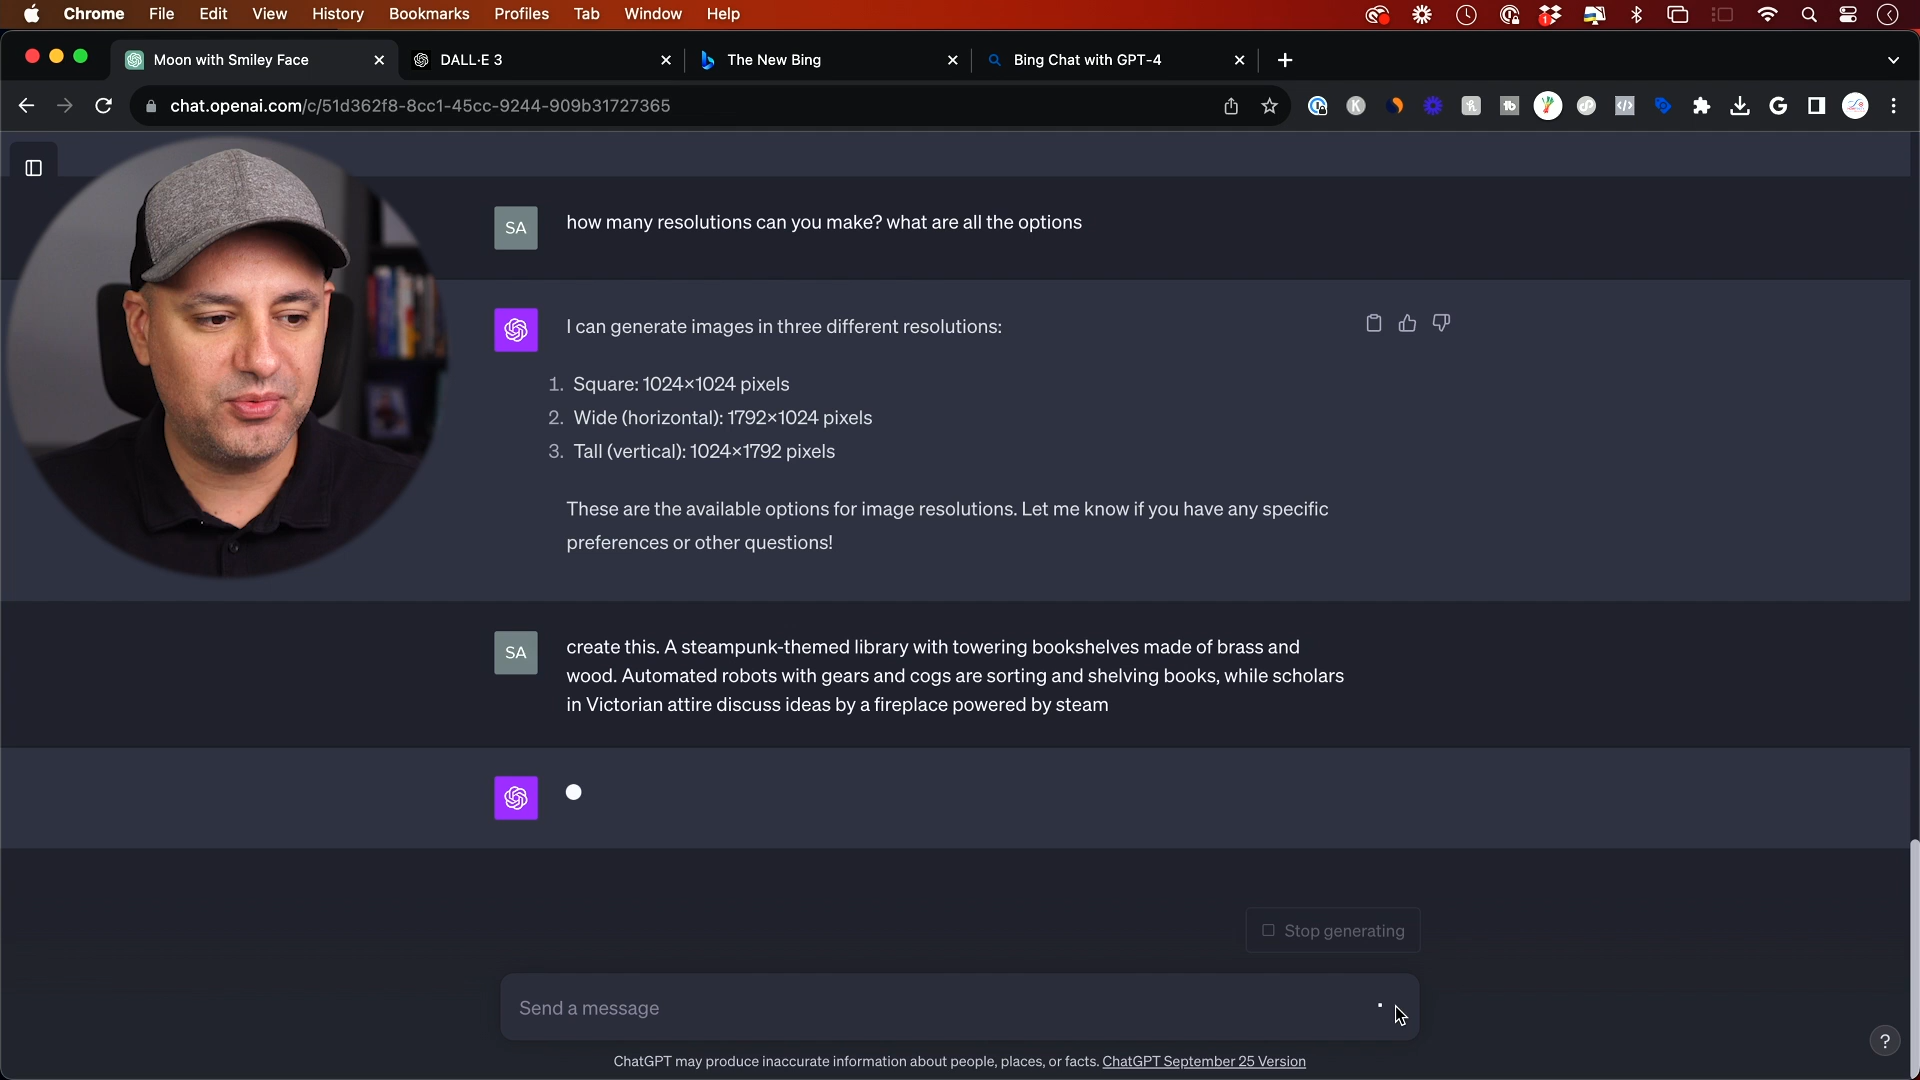 Chrome File Edit View History Bookmarks Profiles Tab Window Help
Moon with Smiley Face
DALL·E 3
The New Bing
Bing Chat with GPT-4
chat.openai.com/c/51d362f8-8cc1-45cc-9244-909b31727365
SA
how many resolutions can you make? what are all the options
I can generate images in three different resolutions:
1. Square: 1024×1024 pixels
2. Wide (horizontal): 1792×1024 pixels
3. Tall (vertical): 1024×1792 pixels
These are the available options for image resolutions. Let me know if you have any specific
preferences or other questions!
SA
create this. A steampunk-themed library with towering bookshelves made of brass and
wood. Automated robots with gears and cogs are sorting and shelving books, while scholars
in Victorian attire discuss ideas by a fireplace powered by steam
Stop generating
Send a message
ChatGPT may produce inaccurate information about people, places, or facts. ChatGPT September 25 Version
?